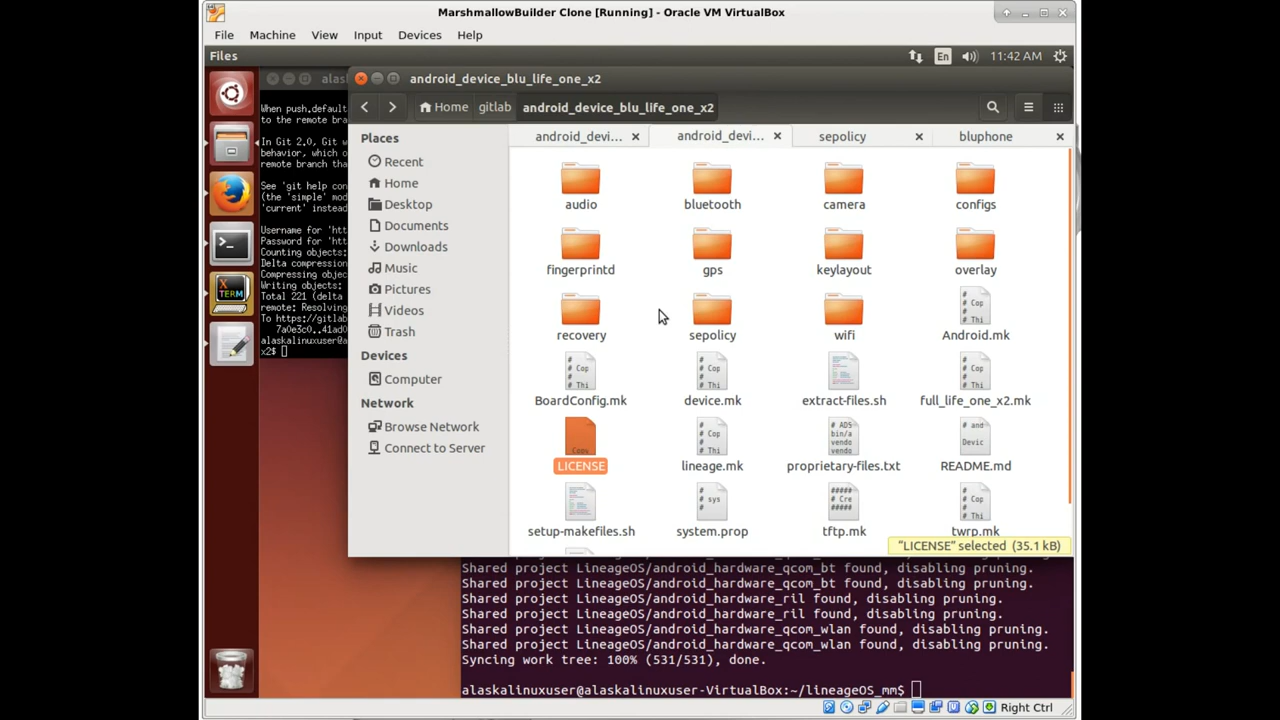 MarshmallowBuilder Clone [Running] - Oracle VM VirtualBox
File Machine View Input Devices Help
Files En 11:42 AM
android_device_blu_life_one_x2
Home gitlab android_device_blu_life_one_x2
android_devi... android_devi... sepolicy bluphone
Places
Recent
Home
Desktop
Documents
Downloads
Music
Pictures
Videos
Trash
Devices
Computer
Network
Browse Network
Connect to Server
audio bluetooth camera configs
fingerprintd gps keylayout overlay
recovery sepolicy wifi Android.mk
BoardConfig.mk device.mk extract-files.sh full_life_one_x2.mk
LICENSE lineage.mk proprietary-files.txt README.md
setup-makefiles.sh system.prop tftp.mk twrp.mk
"LICENSE" selected (35.1 kB)
alask
When push.default
to the remote bra
In Git 2.0, Git
behavior, which o
remote branch tha
See 'git help con
(the 'simple' mod
'current' instead
Username for 'htt
Password for 'htt
Counting objects:
Delta compression
Compressing objec
Writing objects:
Total 221 (delta
remote: Resolving
To https://gitlab
7a0e3c0..41ad0
alaskalinuxuser@a
x2$
Shared project LineageOS/android_hardware_qcom_bt found, disabling pruning.
Shared project LineageOS/android_hardware_qcom_bt found, disabling pruning.
Shared project LineageOS/android_hardware_ril found, disabling pruning.
Shared project LineageOS/android_hardware_ril found, disabling pruning.
Shared project LineageOS/android_hardware_qcom_wlan found, disabling pruning.
Shared project LineageOS/android_hardware_qcom_wlan found, disabling pruning.
Syncing work tree: 100% (531/531), done.
alaskalinuxuser@alaskalinuxuser-VirtualBox:~/lineageOS_mm$
Right Ctrl